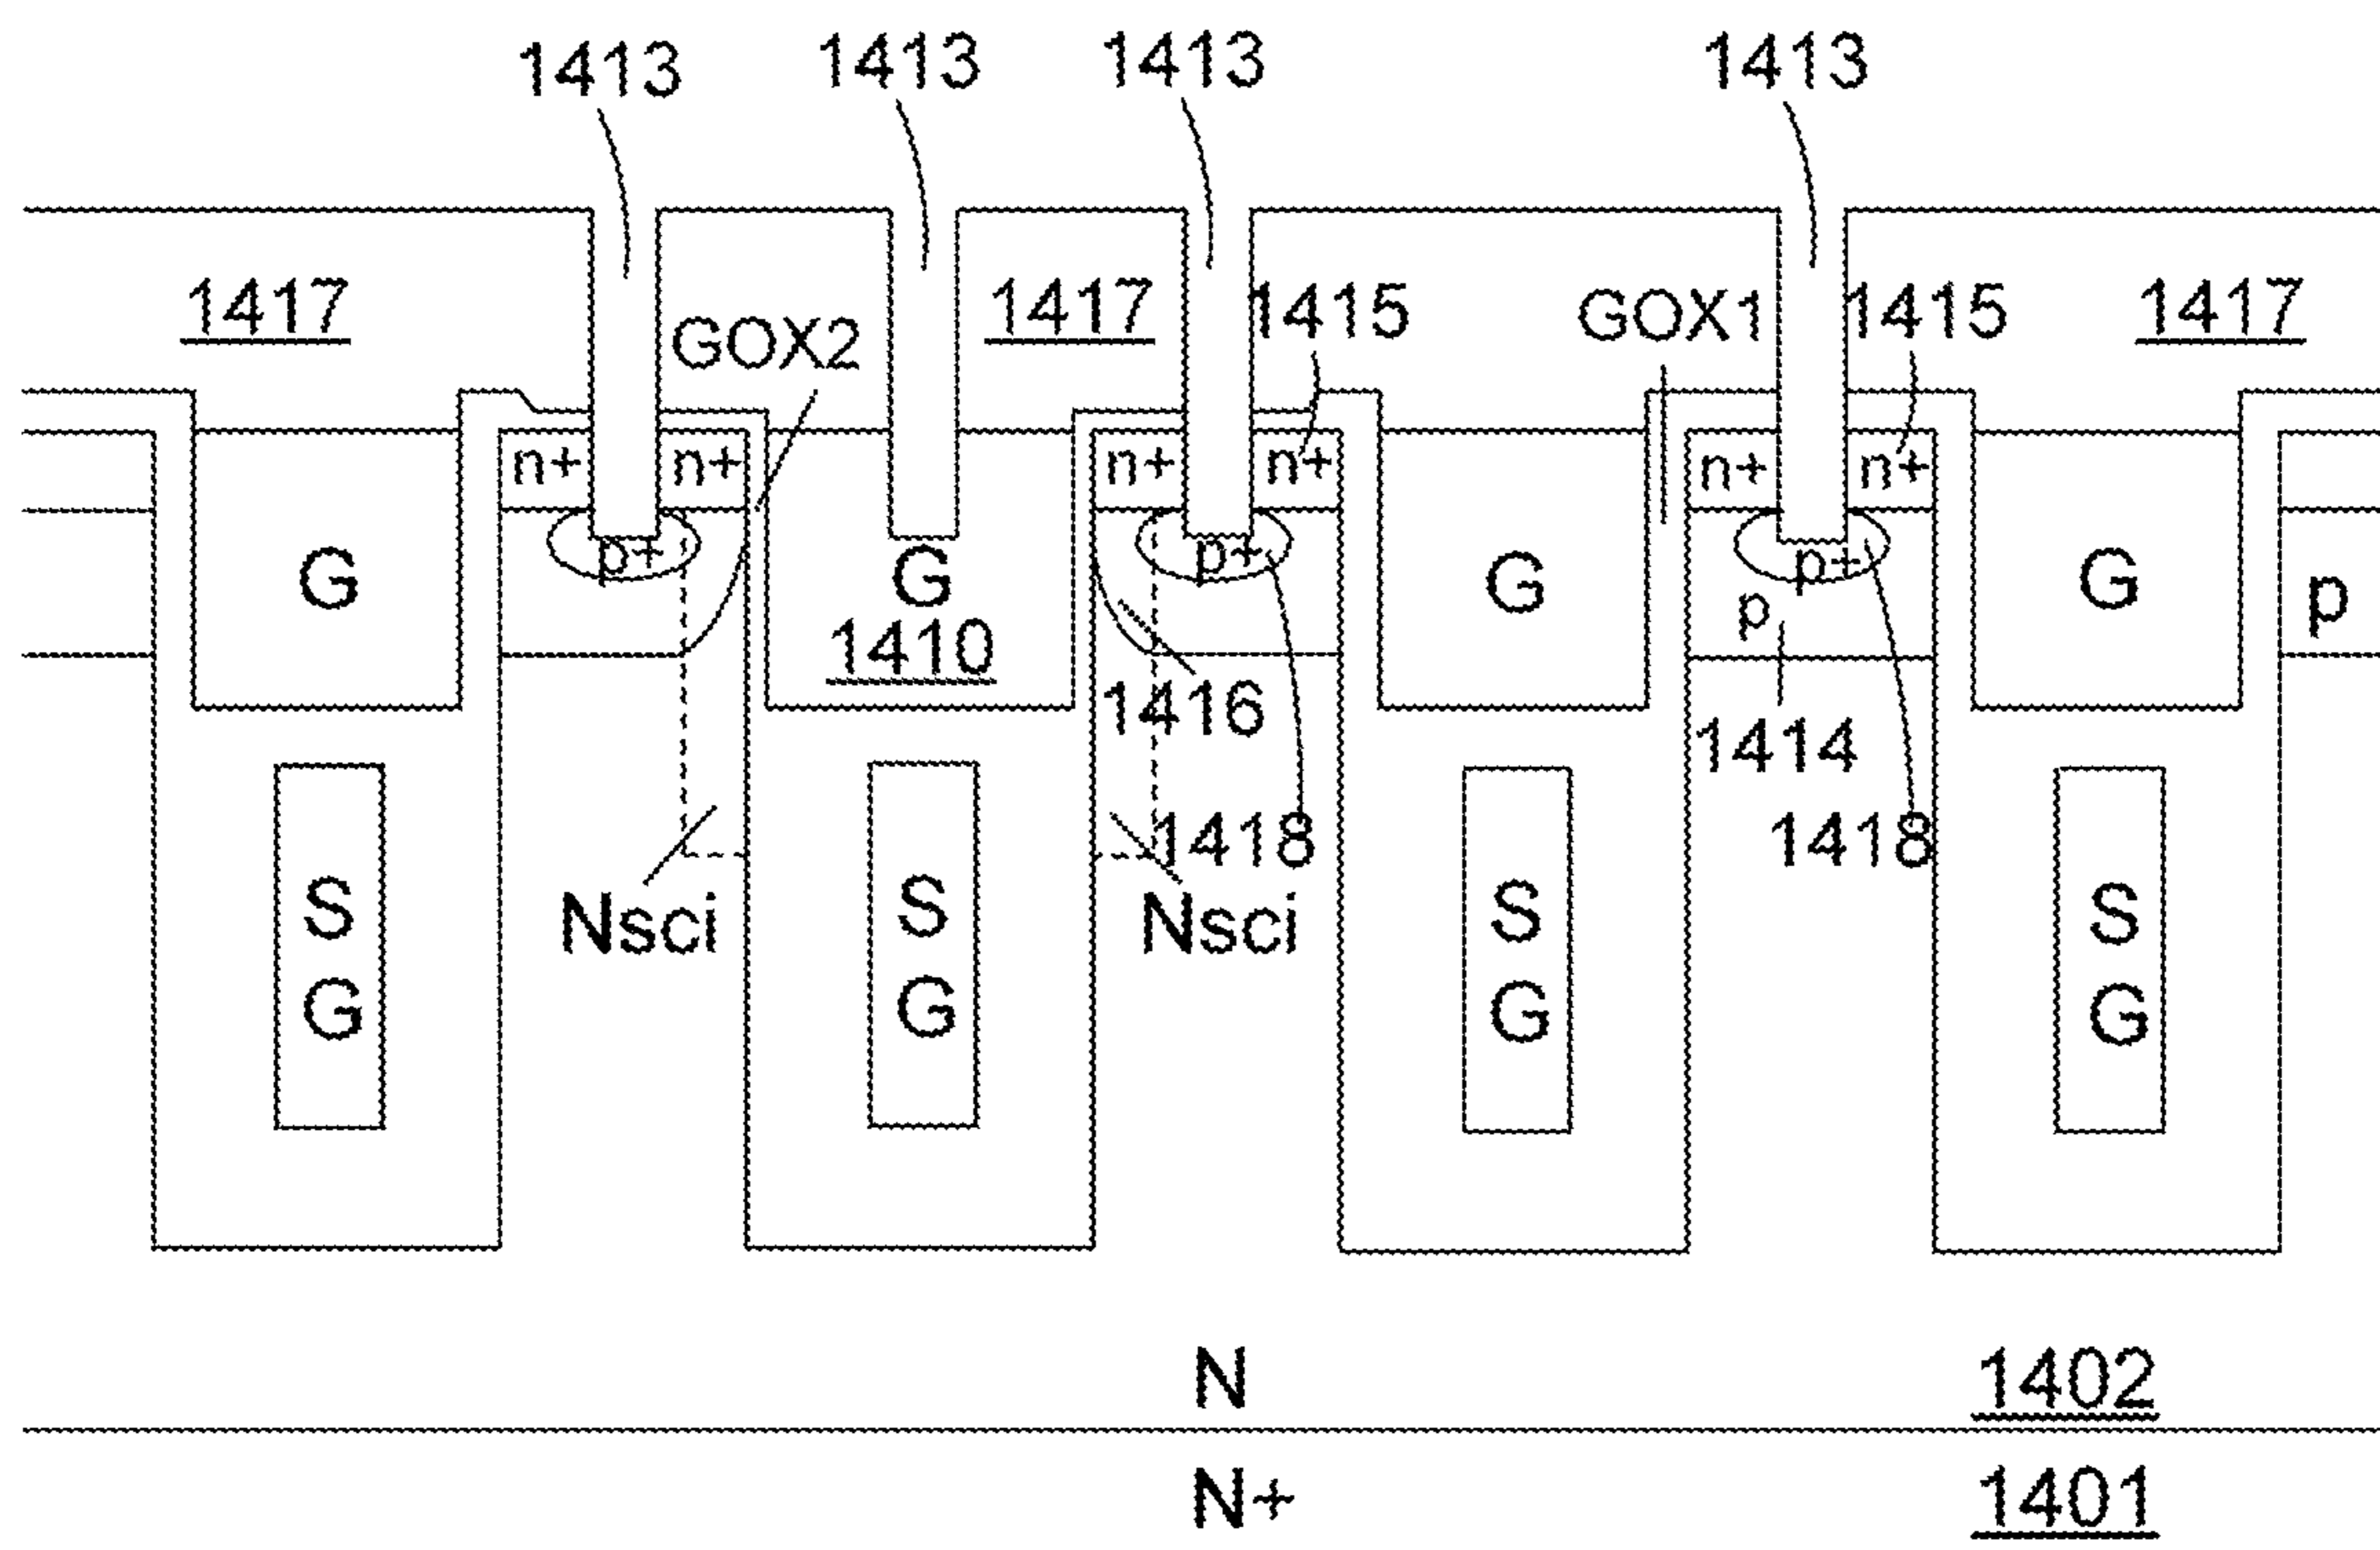 1413 1413 1413 1413
1417 GOX2 1417 1415 GOX1 1415 1417
n+ n+ n+ n+ n+ n+
p+ p+ p+
G G G p G p
1410
1416 1414
1418 1418
Nsci Nsci
S S S S
G G G G
N 1402
N+ 1401